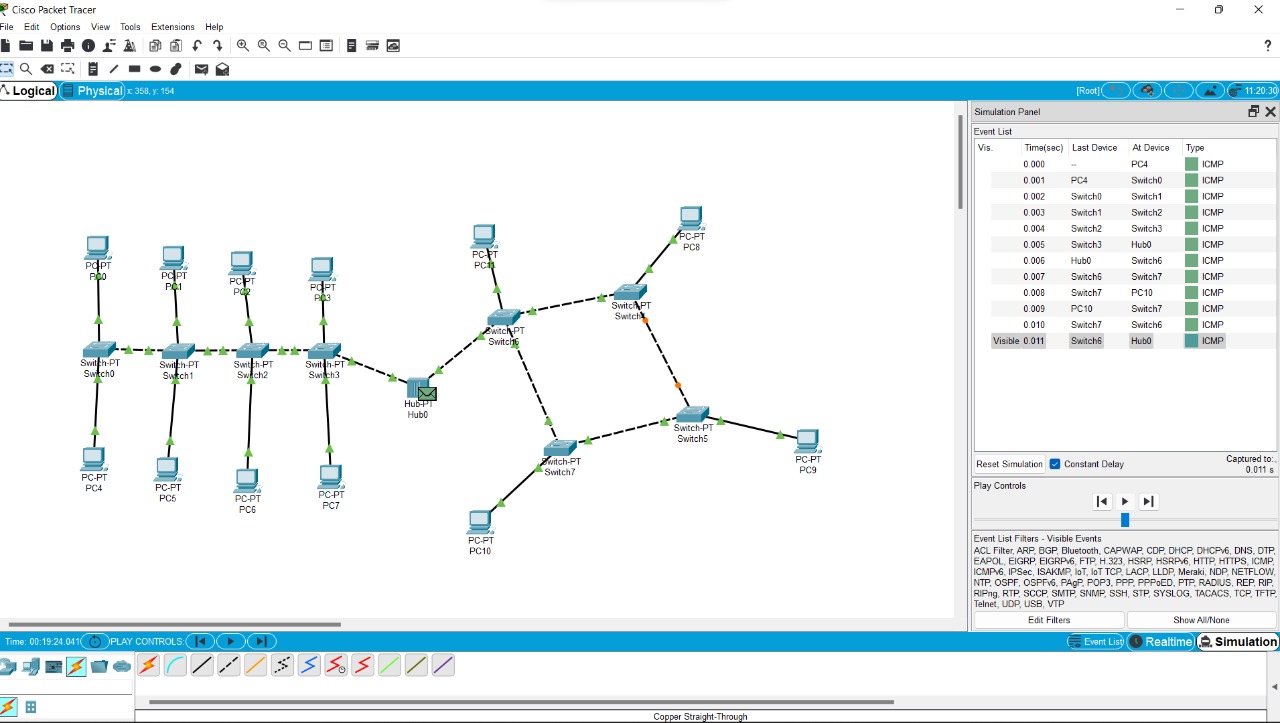 Cisco Packet Tracer
File Edit Options View Tools Extensions Help
?
Logical Physical x: 358, y: 154 [Root] 11:20:30
Simulation Panel
Event List
Vis. Time(sec) Last Device At Device Type
0.000 -- PC4 ICMP
0.001 PC4 Switch0 ICMP
0.002 Switch0 Switch1 ICMP
0.003 Switch1 Switch2 ICMP
0.004 Switch2 Switch3 ICMP
0.005 Switch3 Hub0 ICMP
0.006 Hub0 Switch6 ICMP
0.007 Switch6 Switch7 ICMP
0.008 Switch7 PC10 ICMP
0.009 PC10 Switch7 ICMP
0.010 Switch7 Switch6 ICMP
Visible 0.011 Switch6 Hub0 ICMP
Reset Simulation Constant Delay Captured to:
0.011 s
Play Controls
Event List Filters - Visible Events
ACL Filter, ARP, BGP, Bluetooth, CAPWAP, CDP, DHCP, DHCPv6, DNS, DTP,
EAPOL, EIGRP, EIGRPv6, FTP, H.323, HSRP, HSRPv6, HTTP, HTTPS, ICMP,
ICMPv6, IPSec, ISAKMP, IoT, IoT TCP, LACP, LLDP, Meraki, NDP, NETFLOW,
NTP, OSPF, OSPFv6, PAgP, POP3, PPP, PPPoED, PTP, RADIUS, REP, RIP,
RIPng, RTP, SCCP, SMTP, SNMP, SSH, STP, SYSLOG, TACACS, TCP, TFTP,
Telnet, UDP, USB, VTP
Edit Filters Show All/None
PC-PT
PC8
PC-PT
PC11
PC-PT
PC0
PC-PT
PC1
PC-PT
PC2
PC-PT
PC3
Switch-PT
Switch4
Switch-PT
Switch6
Switch-PT
Switch0
Switch-PT
Switch1
Switch-PT
Switch2
Switch-PT
Switch3
Hub-PT
Hub0
Switch-PT
Switch5
Switch-PT
Switch7
PC-PT
PC9
PC-PT
PC4
PC-PT
PC5
PC-PT
PC6
PC-PT
PC7
PC-PT
PC10
Time: 00:19:24.041 PLAY CONTROLS: Event List Realtime Simulation
Copper Straight-Through